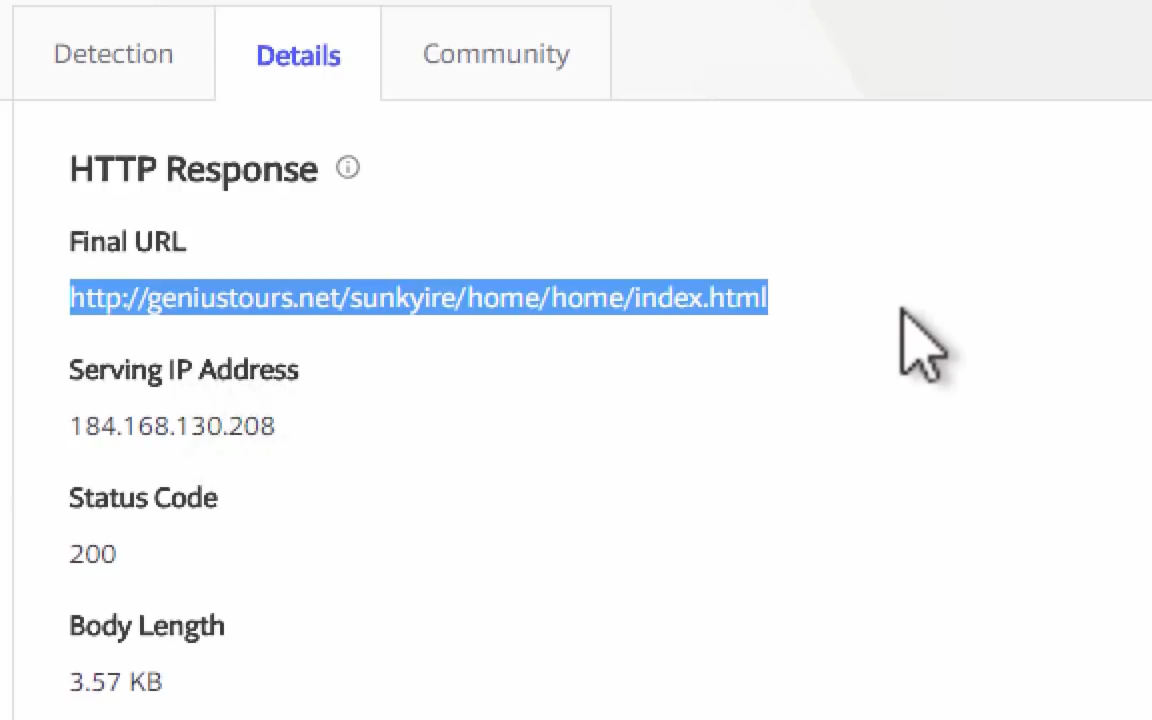 Detection
Details
Community
HTTP Response
Final URL
http://geniustours.net/sunkyire/home/home/index.html
Serving IP Address
184.168.130.208
Status Code
200
Body Length
3.57 KB